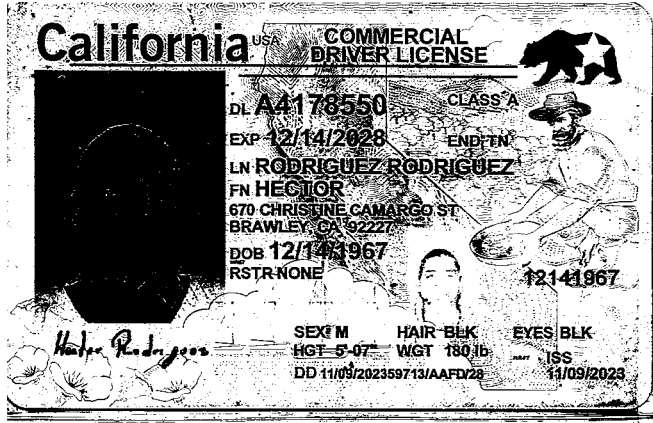 California USA
COMMERCIAL
DRIVER LICENSE
DL A4178550
CLASS A
EXP 12/14/2028
END TN
LN RODRIGUEZ RODRIGUEZ
FN HECTOR
670 CHRISTINE CAMARGO ST
BRAWLEY, CA 92227
DOB 12/14/1967
RSTR NONE
12141967
Hector Rodriguez
SEX M HAIR BLK EYES BLK
HGT 5'-07" WGT 180 lb
ISS
DD 11/09/202359713/AAFD/28
11/09/2023